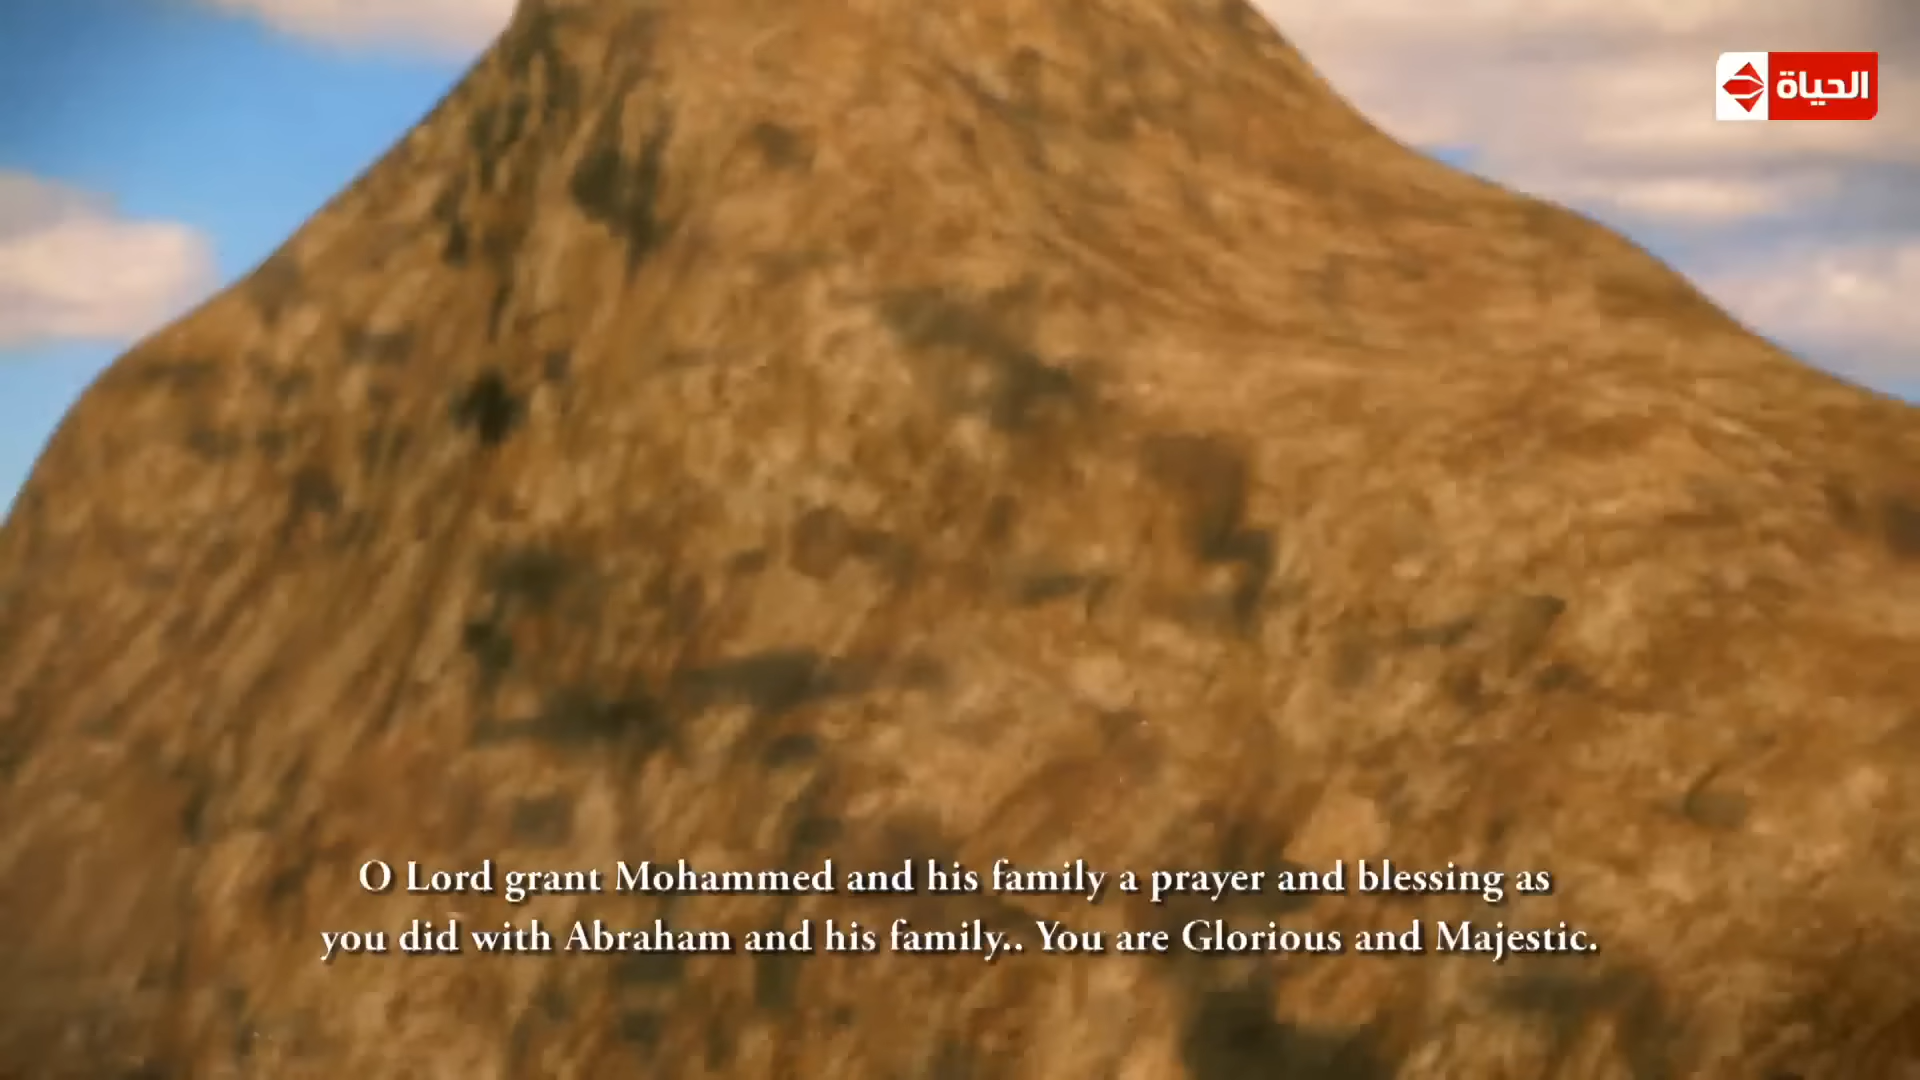 الحياة
O Lord grant Mohammed and his family a prayer and blessing as
you did with Abraham and his family.. You are Glorious and Majestic.